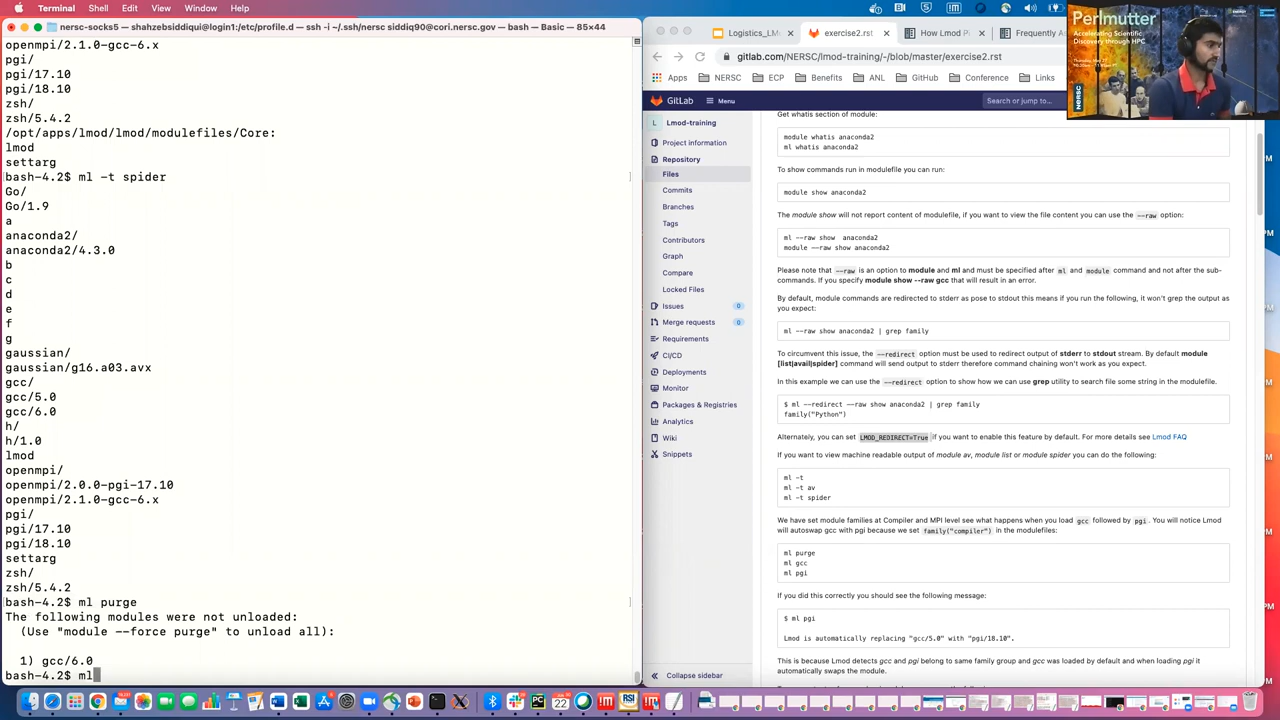 nersc-socks5 — shahzebsiddiqui@login1:/etc/profile.d — ssh -i ~/.ssh/nersc siddiq90@cori.nersc.gov — bash — Basic — 85×44
openmpi/2.1.0-gcc-6.x
pgi/
pgi/17.10
pgi/18.10
zsh/
zsh/5.4.2
/opt/apps/lmod/lmod/modulefiles/Core:
lmod
settarg
bash-4.2$ ml -t spider
Go/
Go/1.9
a
anaconda2/
anaconda2/4.3.0
b
c
d
e
f
g
gaussian/
gaussian/g16.a03.avx
gcc/
gcc/5.0
gcc/6.0
h/
h/1.0
lmod
openmpi/
openmpi/2.0.0-pgi-17.10
openmpi/2.1.0-gcc-6.x
pgi/
pgi/17.10
pgi/18.10
settarg
zsh/
zsh/5.4.2
bash-4.2$ ml purge
The following modules were not unloaded:
(Use "module --force purge" to unload all):
1) gcc/6.0
bash-4.2$ ml
Logistics_LM
exercise2.rst
How Lmod Pi
Frequently A
gitlab.com/NERSC/lmod-training/-/blob/master/exercise2.rst
Apps
NERSC
ECP
Benefits
ANL
GitHub
Conference
Links
GitLab
Menu
Search or jump to...
L
Lmod-training
Project information
Repository
Files
Commits
Branches
Tags
Contributors
Graph
Compare
Locked Files
Issues
0
Merge requests
0
Requirements
CI/CD
Deployments
Monitor
Packages & Registries
Analytics
Wiki
Snippets
Collapse sidebar
Get whatis section of module:
module whatis anaconda2
ml whatis anaconda2
To show commands run in modulefile you can run:
module show anaconda2
The module show will not report content of modulefile, if you want to view the file content you can use the --raw option:
ml --raw show anaconda2
module --raw show anaconda2
Please note that --raw is an option to module and ml and must be specified after ml and module command and not after the sub-
commands. If you specify module show --raw gcc that will result in an error.
By default, module commands are redirected to stderr as pose to stdout this means if you run the following, it won't grep the output as
you expect:
ml --raw show anaconda2 | grep family
To circumvent this issue, the --redirect option must be used to redirect output of stderr to stdout stream. By default module
[list|avail|spider] command will send output to stderr therefore command chaining won't work as you expect.
In this example we can use the --redirect option to show how we can use grep utility to search file some string in the modulefile.
$ ml --redirect --raw show anaconda2 | grep family
family("Python")
Alternately, you can set LMOD_REDIRECT=True if you want to enable this feature by default. For more details see Lmod FAQ
If you want to view machine readable output of module av, module list or module spider you can do the following:
ml -t
ml -t av
ml -t spider
We have set module families at Compiler and MPI level see what happens when you load gcc followed by pgi. You will notice Lmod
will autoswap gcc with pgi because we set family("compiler") in the modulefiles:
ml purge
ml gcc
ml pgi
If you did this correctly you should see the following message:
$ ml pgi
Lmod is automatically replacing "gcc/5.0" with "pgi/18.10".
This is because Lmod detects gcc and pgi belong to same family group and gcc was loaded by default and when loading pgi it
automatically swaps the module.
Perlmutter
Accelerating Scientific
Discovery through HPC
NERSC